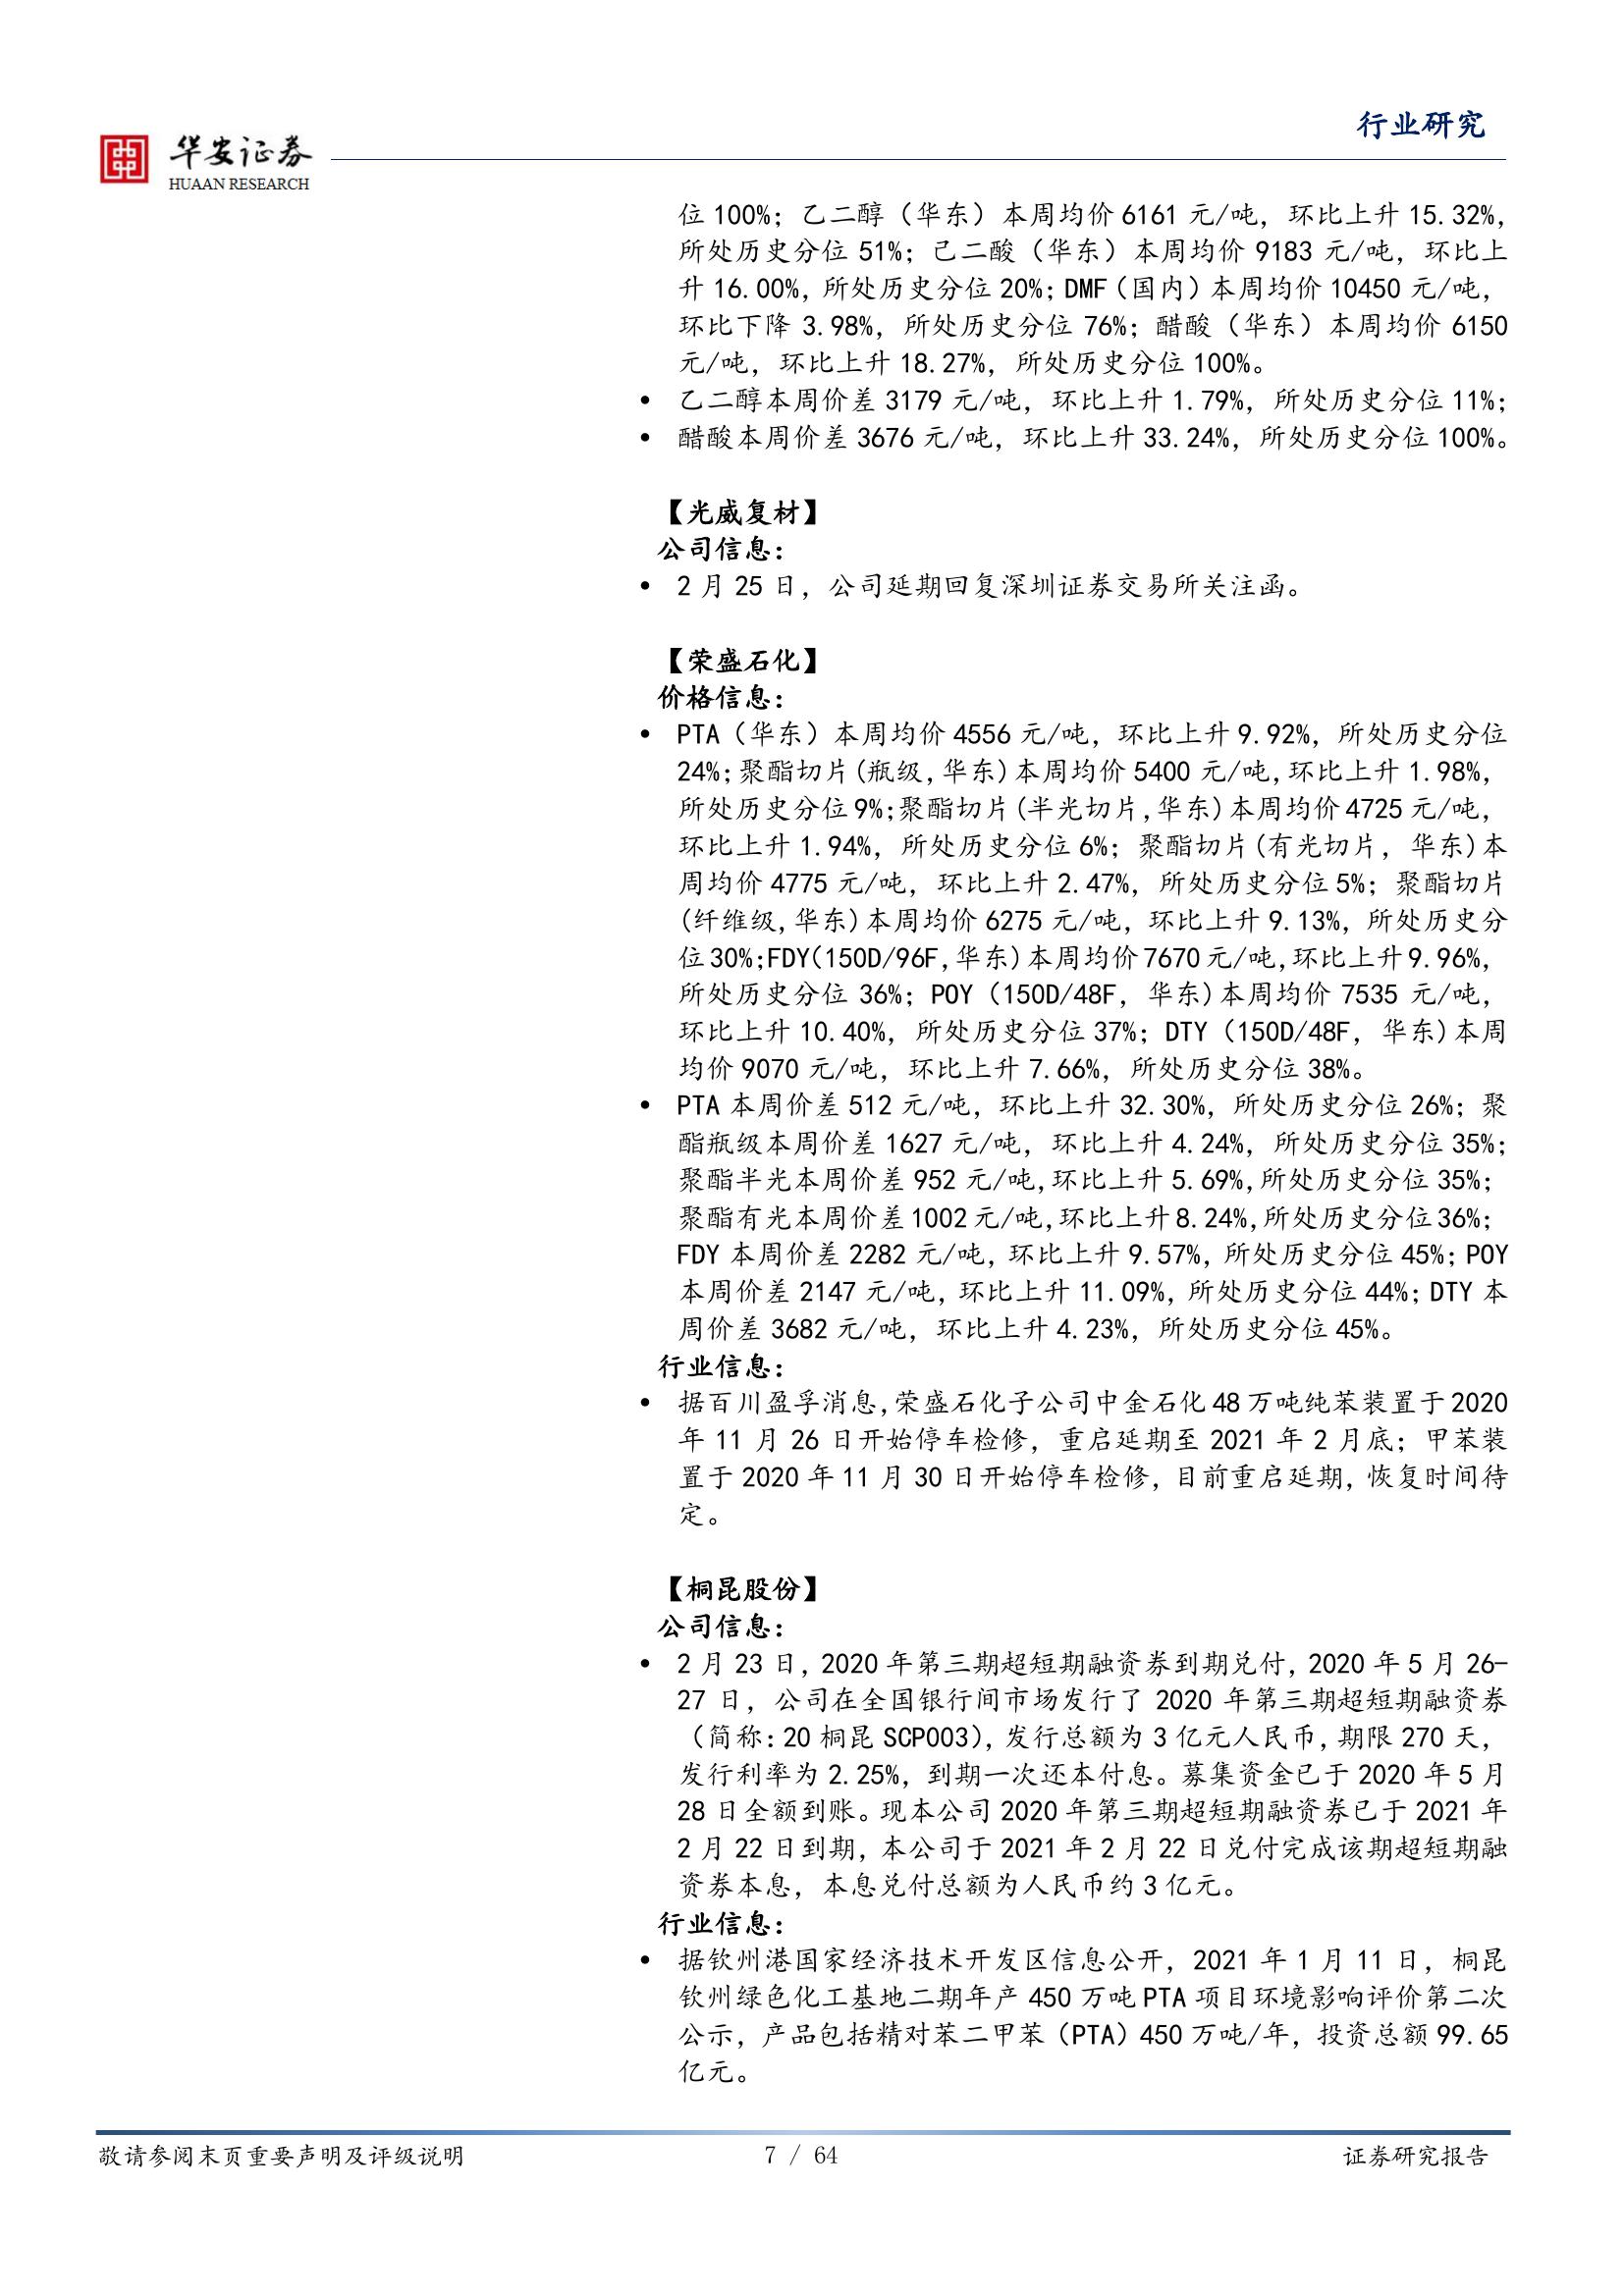 华安证券
HUAAN RESEARCH
行业研究
位 100%；乙二醇（华东）本周均价 6161 元/吨，环比上升 15.32%，
所处历史分位 51%；己二酸（华东）本周均价 9183 元/吨，环比上
升 16.00%，所处历史分位 20%；DMF（国内）本周均价 10450 元/吨，
环比下降 3.98%，所处历史分位 76%；醋酸（华东）本周均价 6150
元/吨，环比上升 18.27%，所处历史分位 100%。
• 乙二醇本周价差 3179 元/吨，环比上升 1.79%，所处历史分位 11%；
• 醋酸本周价差 3676 元/吨，环比上升 33.24%，所处历史分位 100%。
【光威复材】
公司信息：
• 2 月 25 日，公司延期回复深圳证券交易所关注函。
【荣盛石化】
价格信息：
• PTA（华东）本周均价 4556 元/吨，环比上升 9.92%，所处历史分位
24%；聚酯切片(瓶级,华东)本周均价 5400 元/吨,环比上升 1.98%，
所处历史分位 9%；聚酯切片(半光切片,华东)本周均价 4725 元/吨，
环比上升 1.94%，所处历史分位 6%；聚酯切片(有光切片，华东)本
周均价 4775 元/吨，环比上升 2.47%，所处历史分位 5%；聚酯切片
(纤维级,华东)本周均价 6275 元/吨，环比上升 9.13%，所处历史分
位 30%；FDY(150D/96F,华东)本周均价 7670 元/吨,环比上升 9.96%，
所处历史分位 36%；POY（150D/48F，华东)本周均价 7535 元/吨，
环比上升 10.40%，所处历史分位 37%；DTY（150D/48F，华东)本周
均价 9070 元/吨，环比上升 7.66%，所处历史分位 38%。
• PTA 本周价差 512 元/吨，环比上升 32.30%，所处历史分位 26%；聚
酯瓶级本周价差 1627 元/吨，环比上升 4.24%，所处历史分位 35%；
聚酯半光本周价差 952 元/吨,环比上升 5.69%,所处历史分位 35%；
聚酯有光本周价差 1002 元/吨,环比上升 8.24%,所处历史分位 36%；
FDY 本周价差 2282 元/吨，环比上升 9.57%，所处历史分位 45%；POY
本周价差 2147 元/吨，环比上升 11.09%，所处历史分位 44%；DTY 本
周价差 3682 元/吨，环比上升 4.23%，所处历史分位 45%。
行业信息：
• 据百川盈孚消息,荣盛石化子公司中金石化 48 万吨纯苯装置于 2020
年 11 月 26 日开始停车检修，重启延期至 2021 年 2 月底；甲苯装
置于 2020 年 11 月 30 日开始停车检修，目前重启延期，恢复时间待
定。
【桐昆股份】
公司信息：
• 2 月 23 日，2020 年第三期超短期融资券到期兑付，2020 年 5 月 26-
27 日，公司在全国银行间市场发行了 2020 年第三期超短期融资券
（简称：20 桐昆 SCP003），发行总额为 3 亿元人民币，期限 270 天，
发行利率为 2.25%，到期一次还本付息。募集资金已于 2020 年 5 月
28 日全额到账。现本公司 2020 年第三期超短期融资券已于 2021 年
2 月 22 日到期，本公司于 2021 年 2 月 22 日兑付完成该期超短期融
资券本息，本息兑付总额为人民币约 3 亿元。
行业信息：
• 据钦州港国家经济技术开发区信息公开，2021 年 1 月 11 日，桐昆
钦州绿色化工基地二期年产 450 万吨 PTA 项目环境影响评价第二次
公示，产品包括精对苯二甲苯（PTA）450 万吨/年，投资总额 99.65
亿元。
敬请参阅末页重要声明及评级说明
7 / 64
证券研究报告